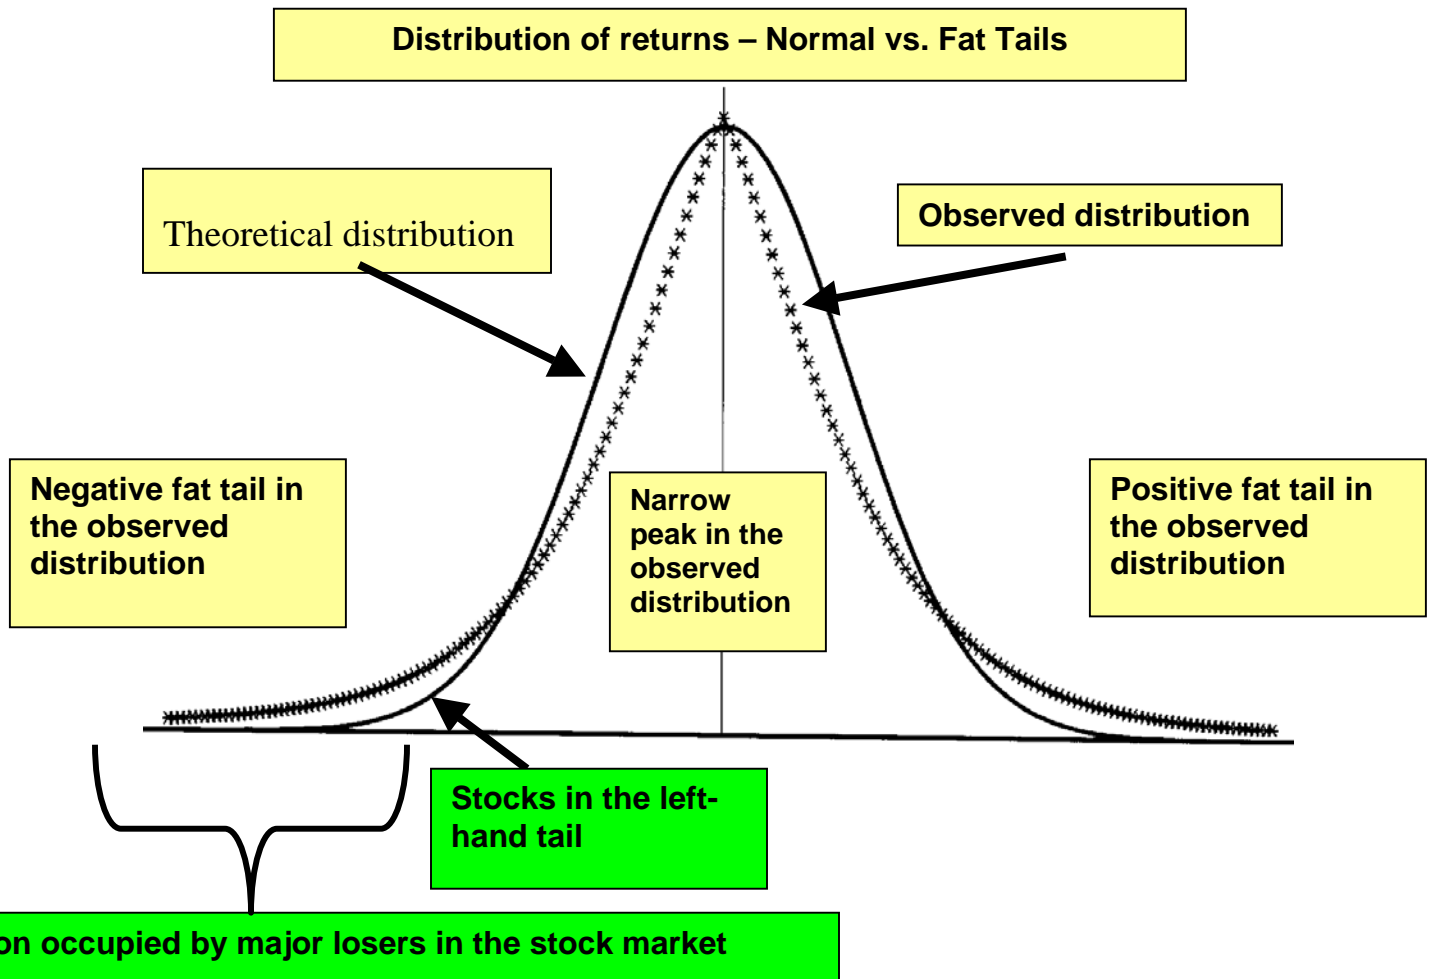 Distribution of returns – Normal vs. Fat Tails
Theoretical distribution
Observed distribution
Negative fat tail in
the observed
distribution
Narrow
peak in the
observed
distribution
Positive fat tail in
the observed
distribution
Stocks in the left-
hand tail
on occupied by major losers in the stock market